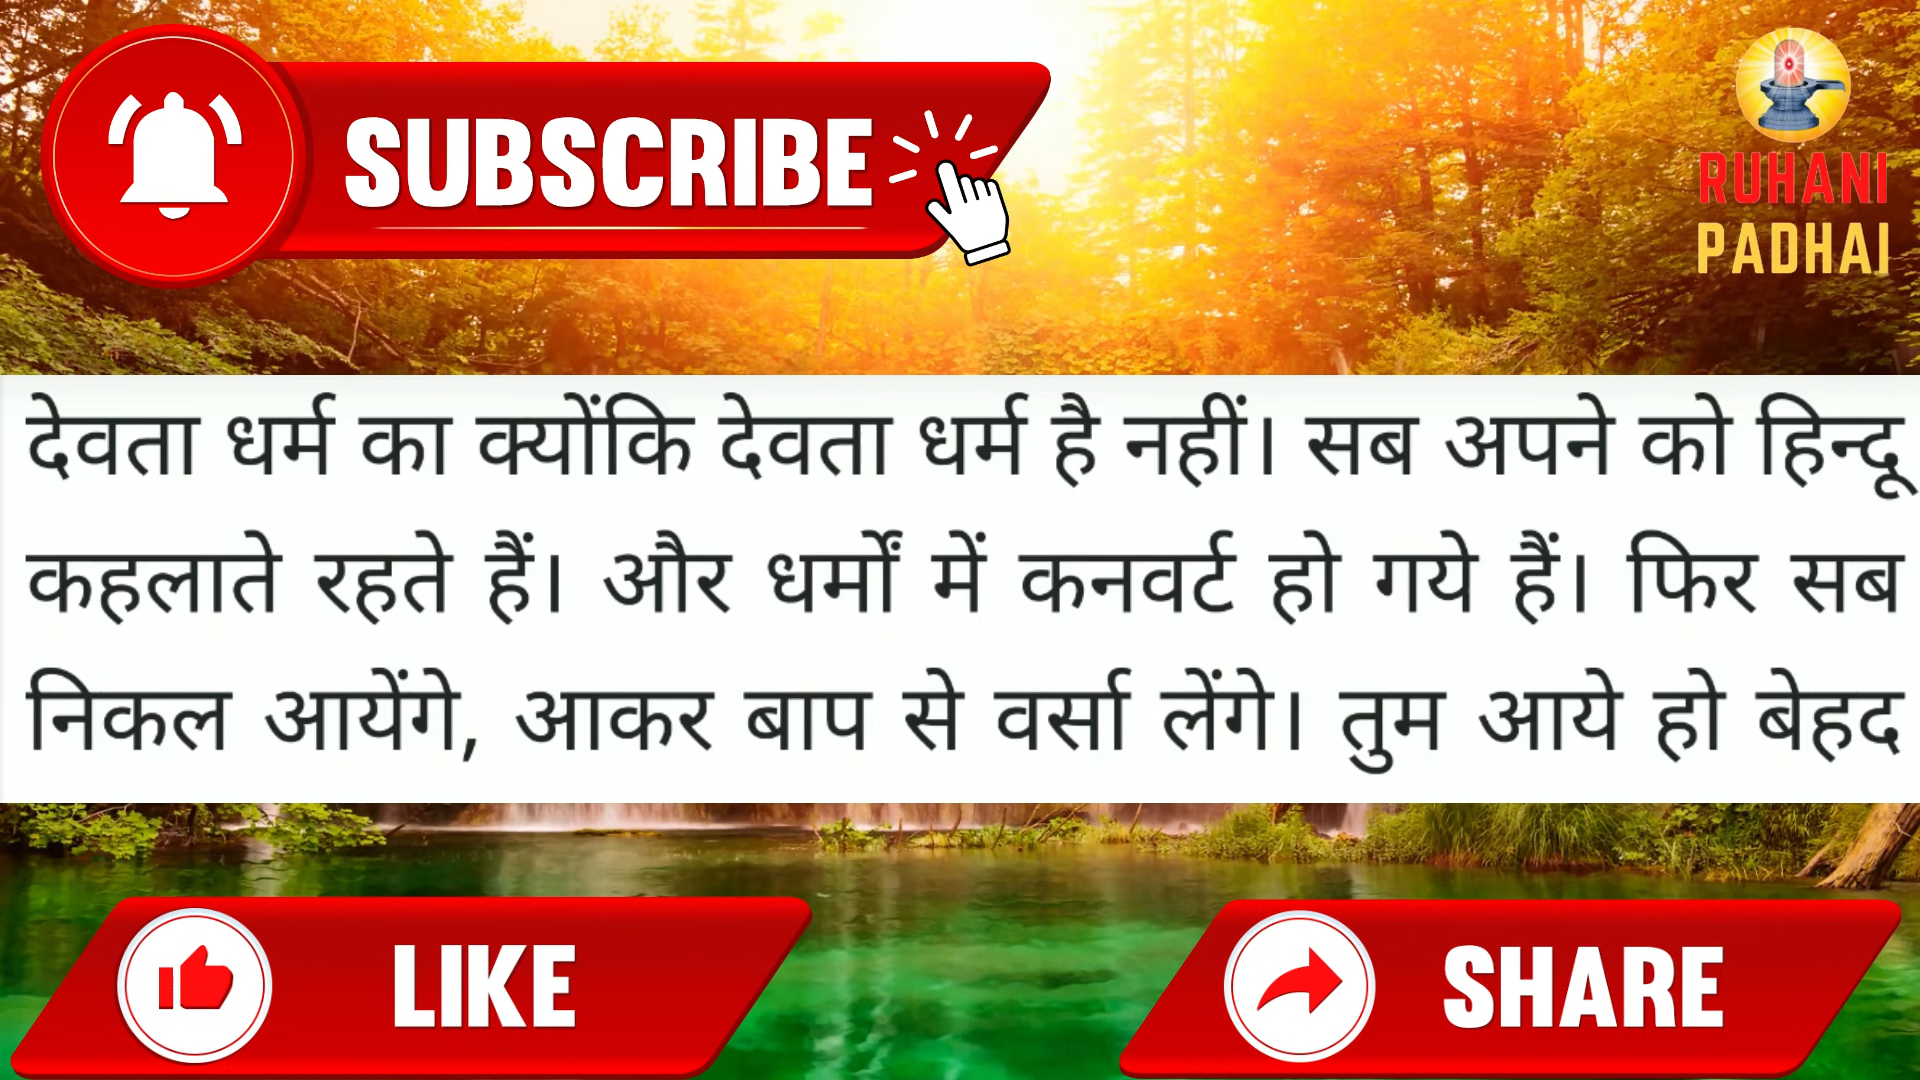 SUBSCRIBE
RUHANI
PADHAI
देवता धर्म का क्योंकि देवता धर्म है नहीं। सब अपने को हिन्दू
कहलाते रहते हैं। और धर्मों में कनवर्ट हो गये हैं। फिर सब
निकल आयेंगे, आकर बाप से वर्सा लेंगे। तुम आये हो बेहद
LIKE
SHARE